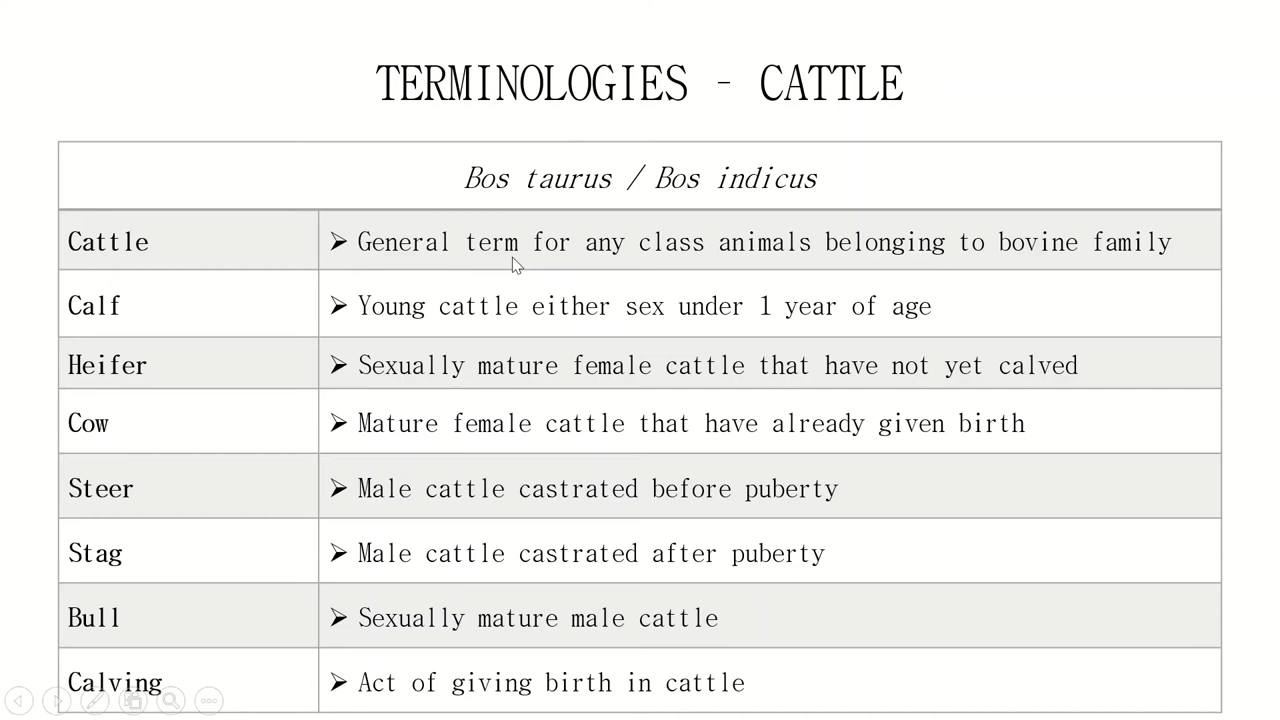 TERMINOLOGIES - CATTLE
Bos taurus / Bos indicus
Cattle ➢ General term for any class animals belonging to bovine family
Calf ➢ Young cattle either sex under 1 year of age
Heifer ➢ Sexually mature female cattle that have not yet calved
Cow ➢ Mature female cattle that have already given birth
Steer ➢ Male cattle castrated before puberty
Stag ➢ Male cattle castrated after puberty
Bull ➢ Sexually mature male cattle
Calving ➢ Act of giving birth in cattle